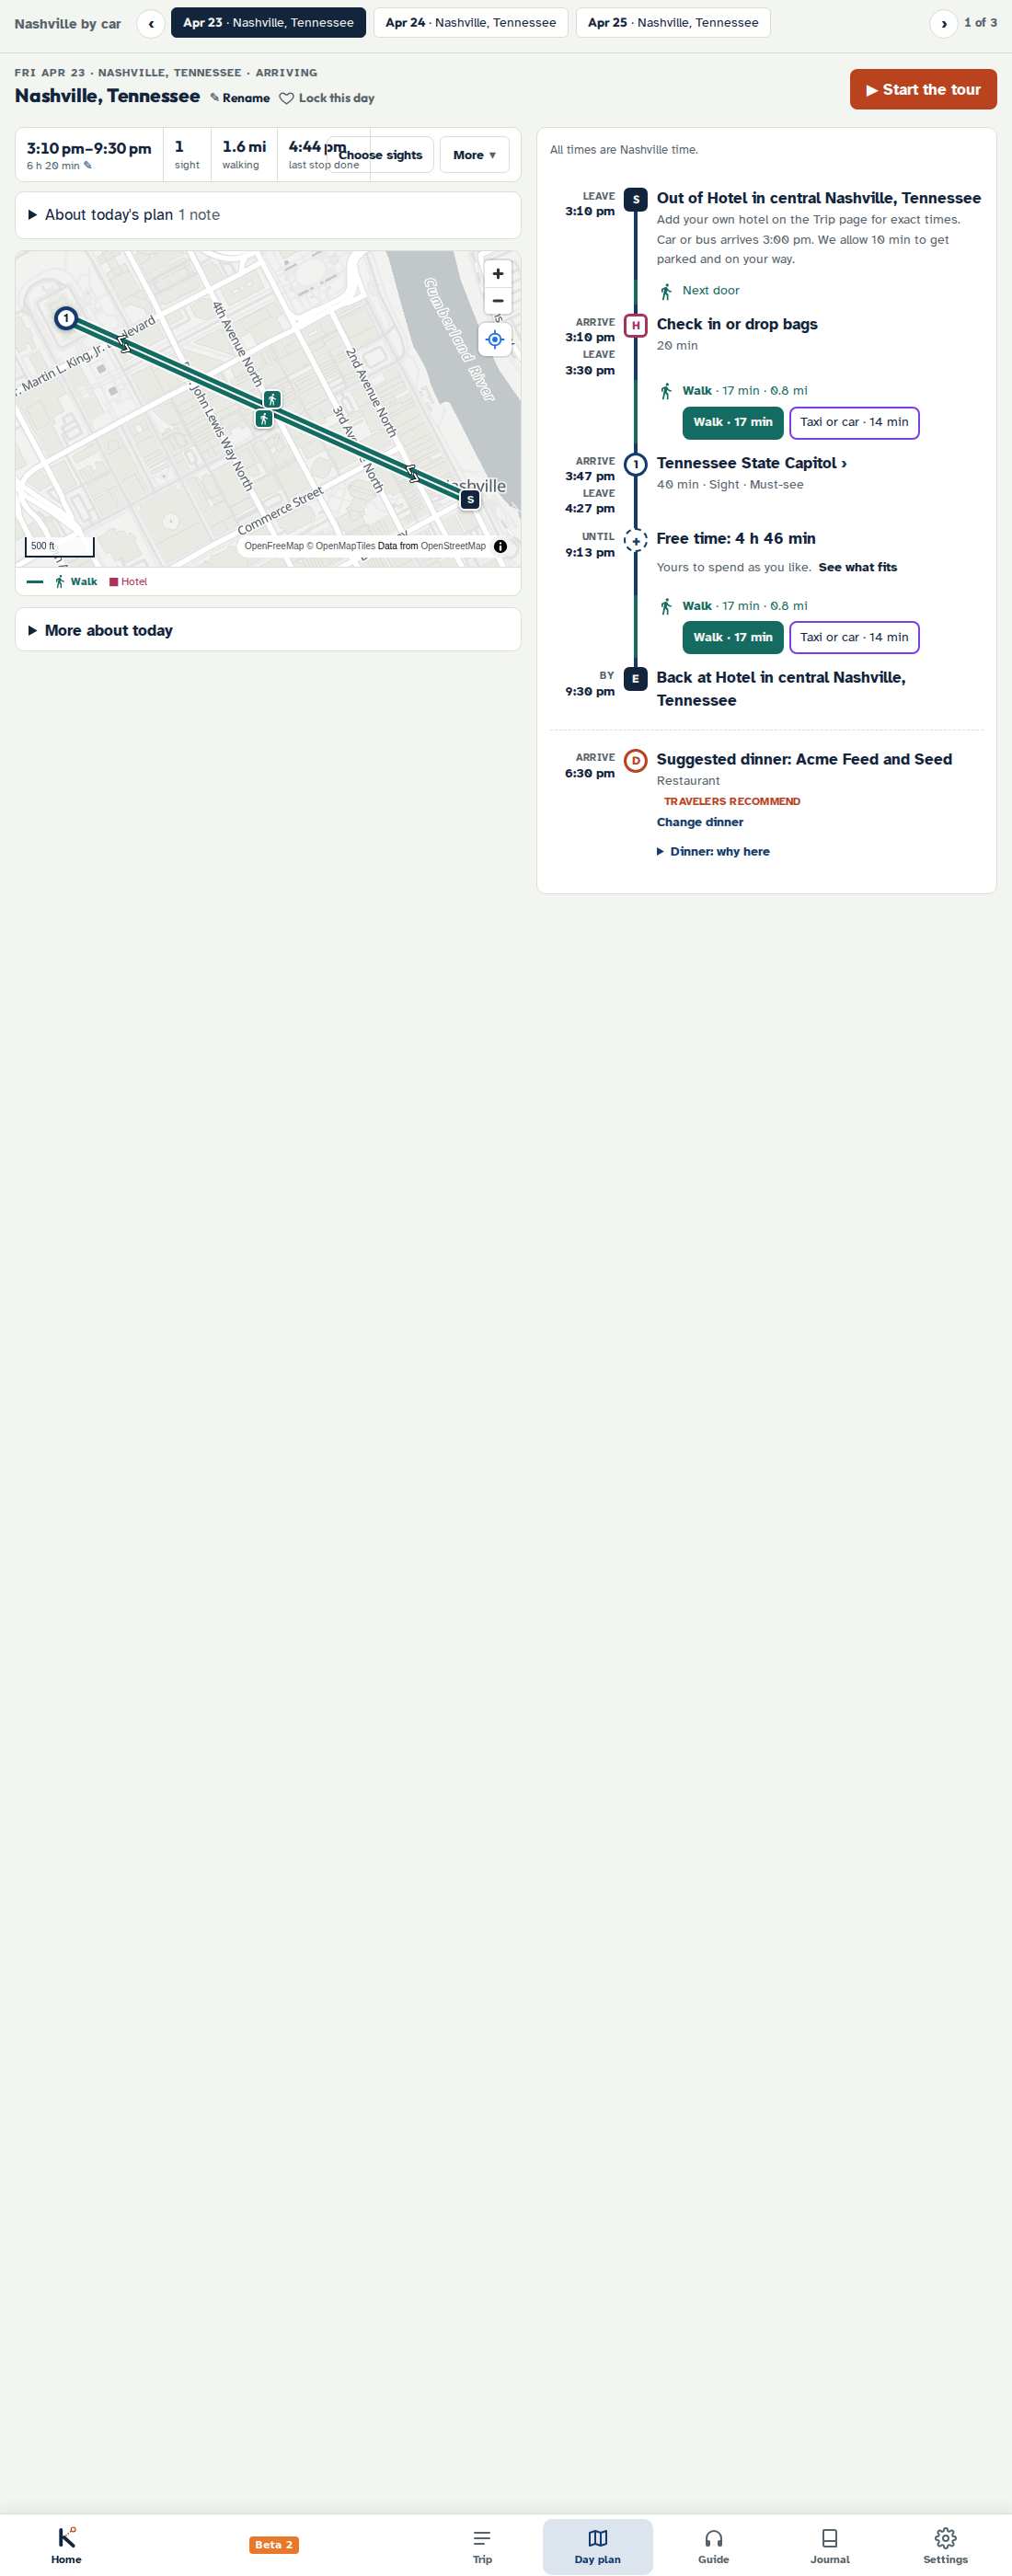 Nashville by car
‹
Apr 23 · Nashville, Tennessee
Apr 24 · Nashville, Tennessee
Apr 25 · Nashville, Tennessee
›
1 of 3
FRI APR 23 · NASHVILLE, TENNESSEE · ARRIVING
Nashville, Tennessee
✎ Rename
Lock this day
▶ Start the tour
3:10 pm–9:30 pm
6 h 20 min ✎
1
sight
1.6 mi
walking
4:44 pm
last stop done
Choose sights
More ▼
▶ About today's plan 1 note
Cumberland River
4th Avenue North
2nd Avenue North
John Lewis Way North
Commerce Street
1
S
+
−
500 ft
OpenFreeMap © OpenMapTiles Data from OpenStreetMap
Walk
Hotel
▶ More about today
All times are Nashville time.
LEAVE
3:10 pm
S
Out of Hotel in central Nashville, Tennessee
Add your own hotel on the Trip page for exact times.
Car or bus arrives 3:00 pm. We allow 10 min to get
parked and on your way.
Next door
ARRIVE
3:10 pm
LEAVE
3:30 pm
H
Check in or drop bags
20 min
Walk · 17 min · 0.8 mi
Walk · 17 min
Taxi or car · 14 min
ARRIVE
3:47 pm
LEAVE
4:27 pm
1
Tennessee State Capitol ›
40 min · Sight · Must-see
UNTIL
9:13 pm
+
Free time: 4 h 46 min
Yours to spend as you like. See what fits
Walk · 17 min · 0.8 mi
Walk · 17 min
Taxi or car · 14 min
BY
9:30 pm
E
Back at Hotel in central Nashville,
Tennessee
ARRIVE
6:30 pm
D
Suggested dinner: Acme Feed and Seed
Restaurant
TRAVELERS RECOMMEND
Change dinner
▶ Dinner: why here
Home
Beta 2
Trip
Day plan
Guide
Journal
Settings